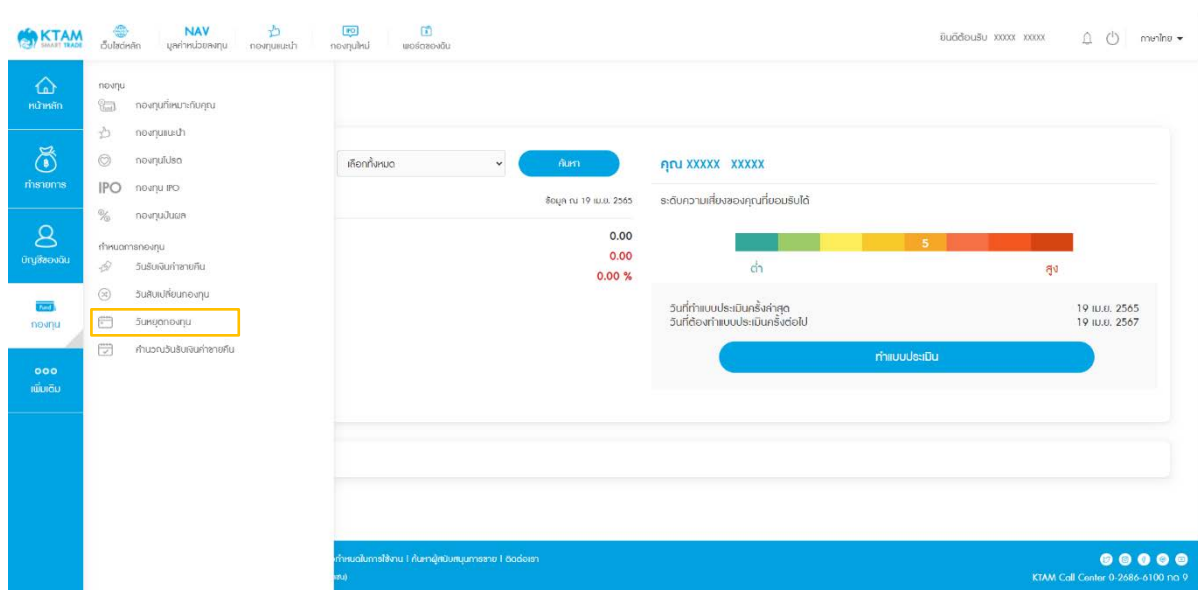 KTAM
SMART TRADE
เว็บไซต์หลัก
NAV
มูลค่าหน่วยลงทุน
กองทุนแนะนำ
IPO
กองทุนใหม่
พอร์ตของฉัน
ยินดีต้อนรับ xxxxx xxxxx
ภาษาไทย
หน้าหลัก
ทำรายการ
บัญชีของฉัน
Fund
กองทุน
เพิ่มเติม
กองทุน
กองทุนที่เหมาะกับคุณ
กองทุนแนะนำ
กองทุนโปรด
IPO กองทุน IPO
กองทุนปันผล
กำหนดการกองทุน
วันรับเงินค่าขายคืน
วันสับเปลี่ยนกองทุน
วันหยุดกองทุน
คำนวณวันรับเงินค่าขายคืน
เลือกทั้งหมด
ค้นหา
ข้อมูล ณ 19 เม.ย. 2565
0.00
0.00
0.00 %
คุณ XXXXX XXXXX
ระดับความเสี่ยงของคุณที่ยอมรับได้
5
ต่ำ
สูง
วันที่ทำแบบประเมินครั้งล่าสุด 19 เม.ย. 2565
วันที่ต้องทำแบบประเมินครั้งต่อไป 19 เม.ย. 2567
ทำแบบประเมิน
กำหนดในการใช้งาน | ค้นหาผู้สนับสนุนการขาย | ติดต่อเรา
KTAM Call Center 0-2686-6100 กด 9